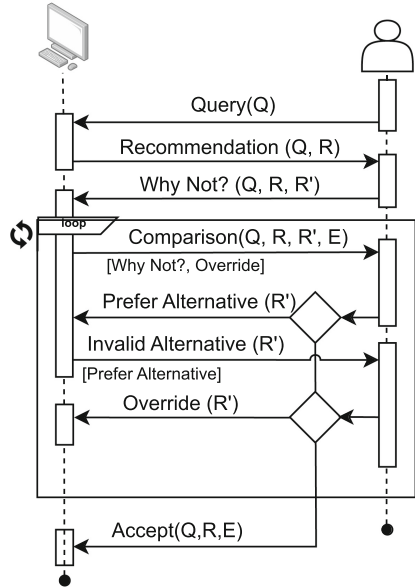 Query(Q)
Recommendation (Q, R)
Why Not? (Q, R, R')
loop
Comparison(Q, R, R', E)
[Why Not?, Override]
Prefer Alternative (R')
Invalid Alternative (R')
[Prefer Alternative]
Override (R')
Accept(Q,R,E)